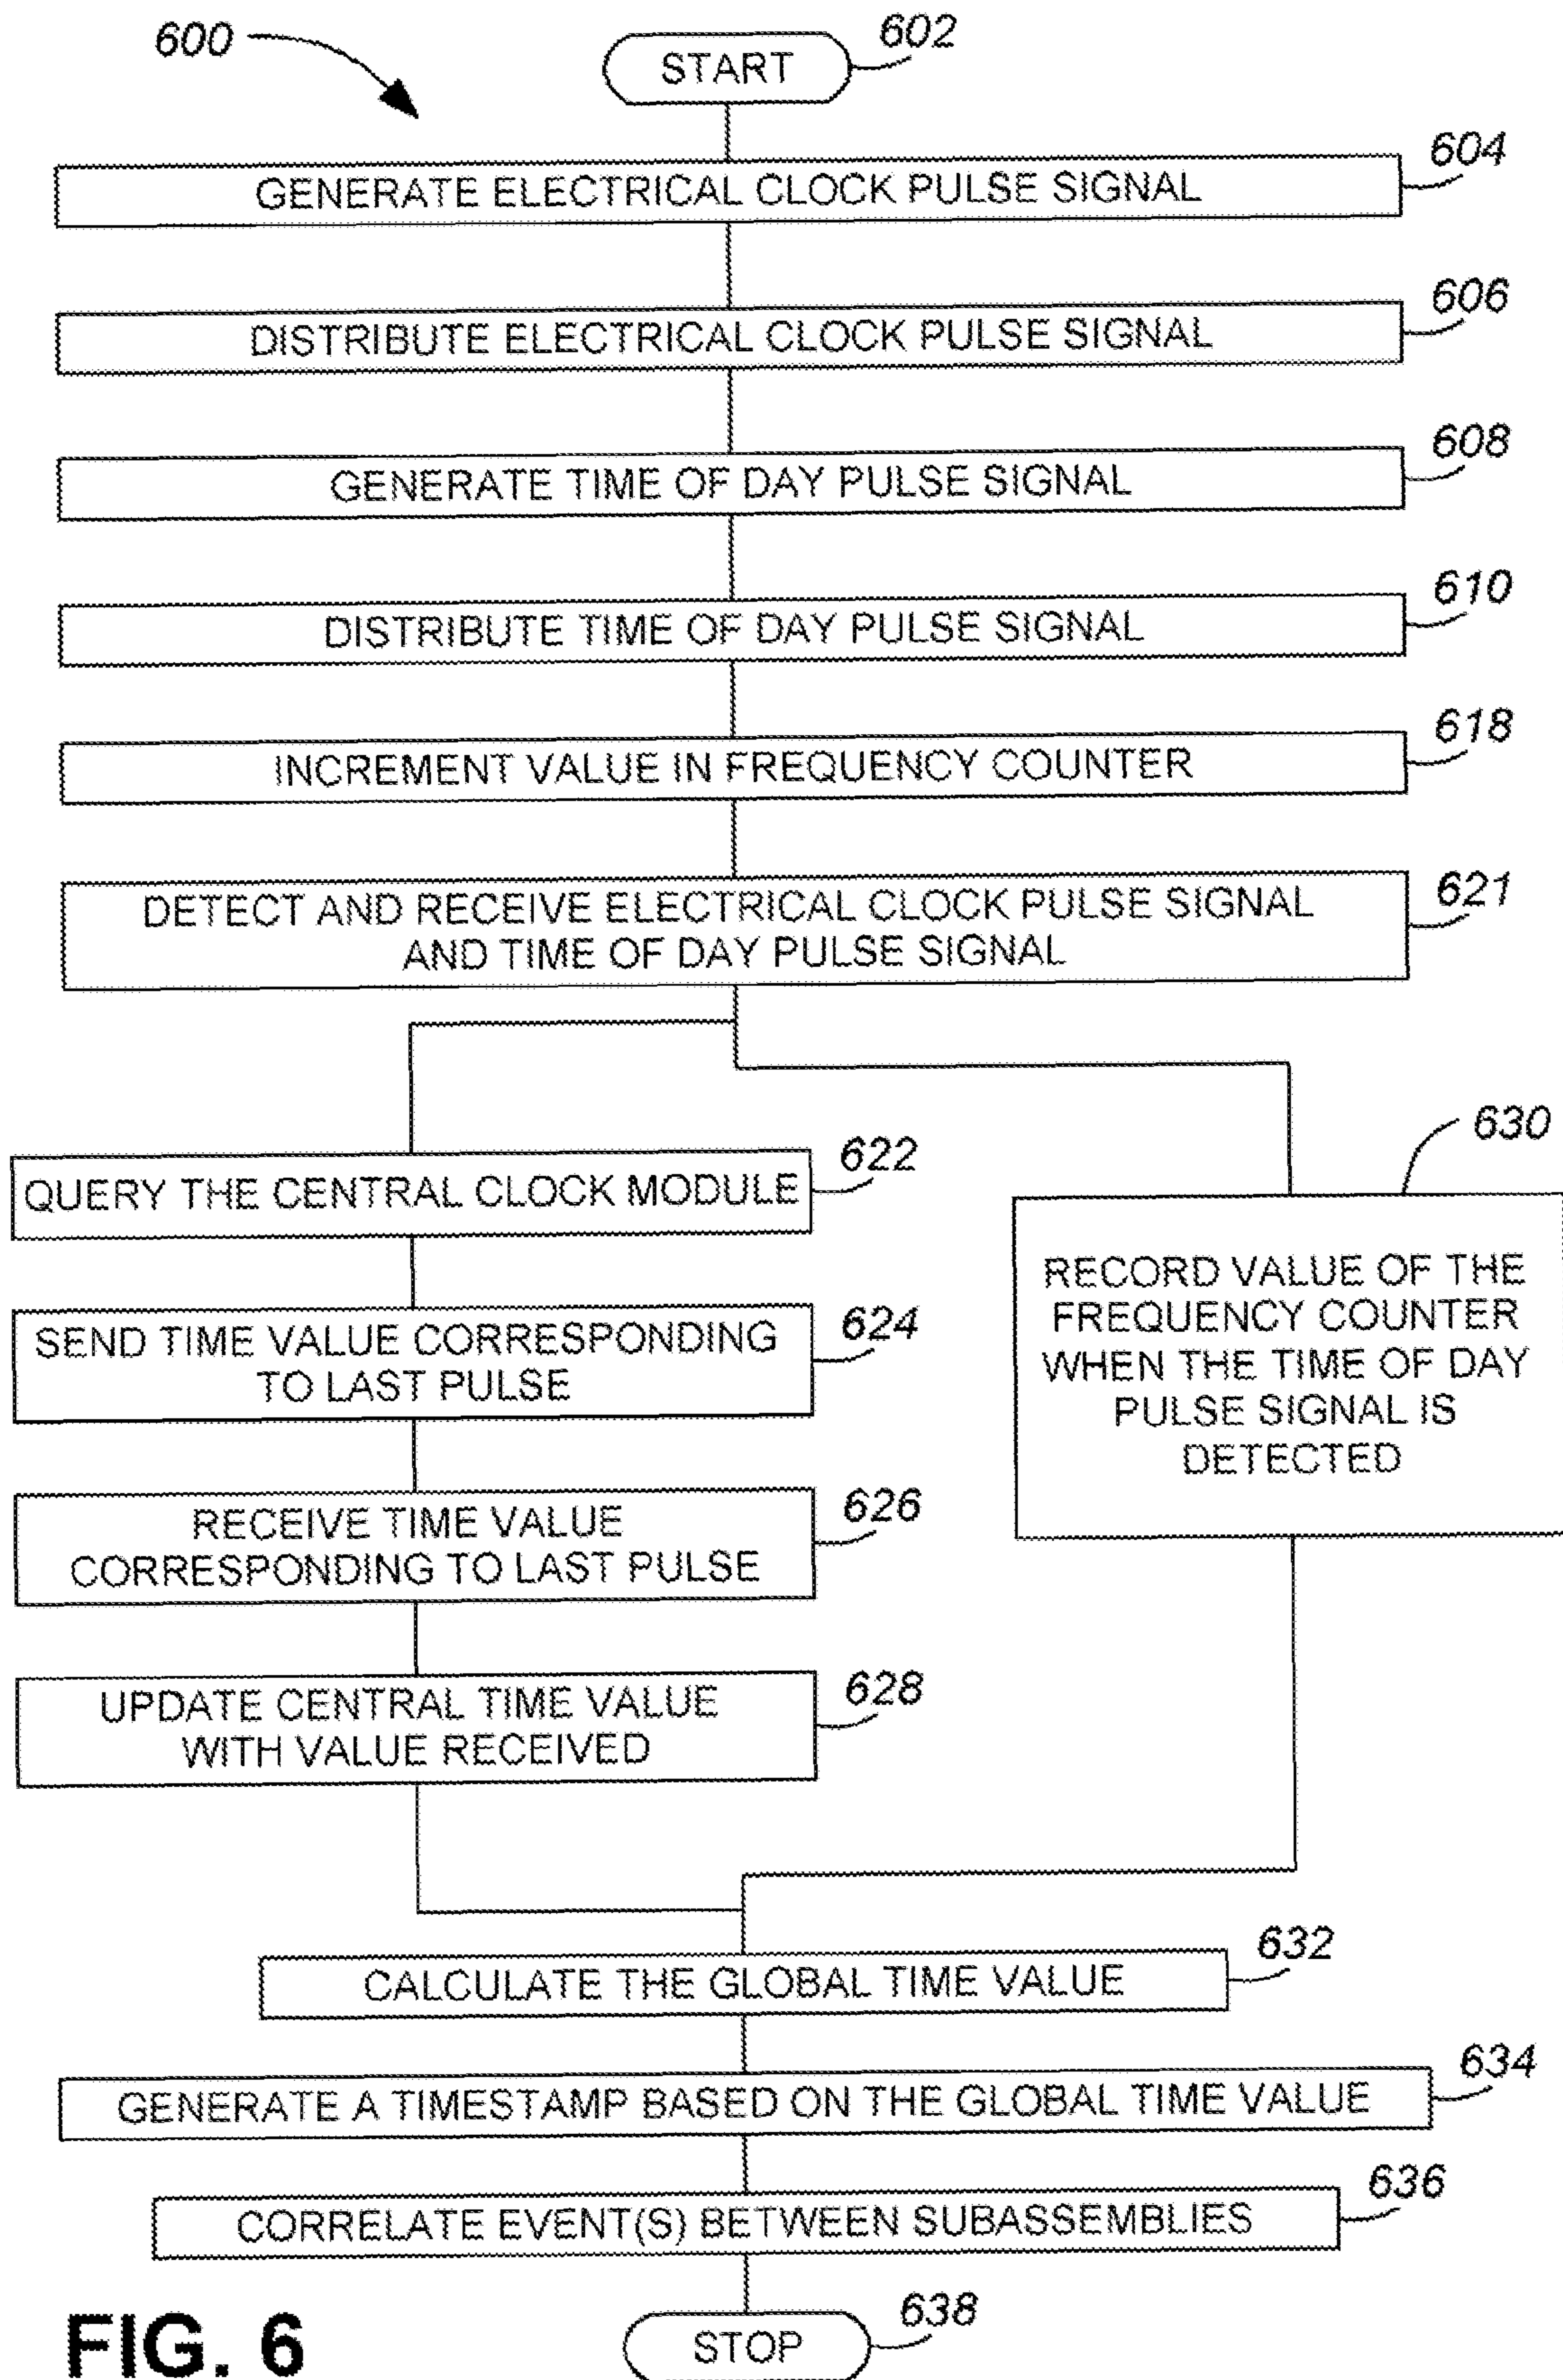 600
START
602
GENERATE ELECTRICAL CLOCK PULSE SIGNAL
604
DISTRIBUTE ELECTRICAL CLOCK PULSE SIGNAL
606
GENERATE TIME OF DAY PULSE SIGNAL
608
DISTRIBUTE TIME OF DAY PULSE SIGNAL
610
INCREMENT VALUE IN FREQUENCY COUNTER
618
DETECT AND RECEIVE ELECTRICAL CLOCK PULSE SIGNAL
AND TIME OF DAY PULSE SIGNAL
621
QUERY THE CENTRAL CLOCK MODULE
622
SEND TIME VALUE CORRESPONDING
TO LAST PULSE
624
RECEIVE TIME VALUE
CORRESPONDING TO LAST PULSE
626
UPDATE CENTRAL TIME VALUE
WITH VALUE RECEIVED
628
630
RECORD VALUE OF THE
FREQUENCY COUNTER
WHEN THE TIME OF DAY
PULSE SIGNAL IS
DETECTED
CALCULATE THE GLOBAL TIME VALUE
632
GENERATE A TIMESTAMP BASED ON THE GLOBAL TIME VALUE
634
CORRELATE EVENT(S) BETWEEN SUBASSEMBLIES
636
STOP
638
FIG. 6